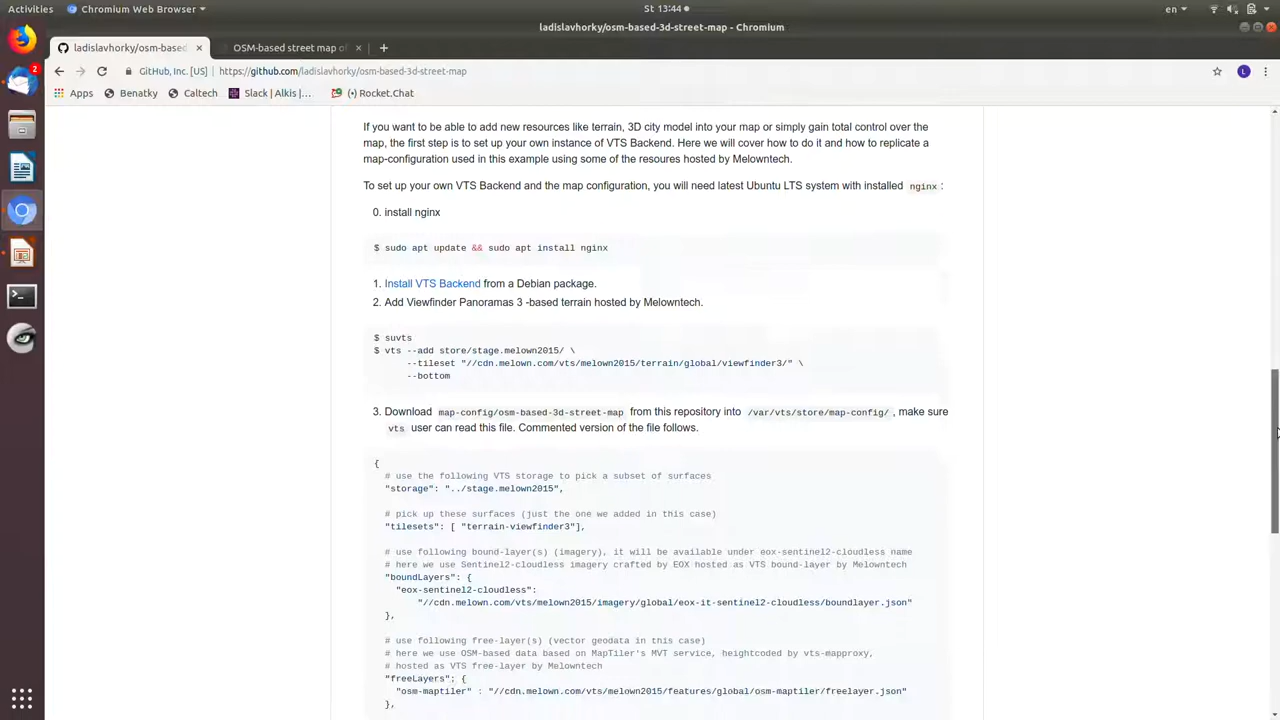 Activities
Chromium Web Browser
St 13:44
en
ladislavhorky/osm-based-3d-street-map - Chromium
ladislavhorky/osm-based
OSM-based street map of
GitHub, Inc. [US]
https://github.com/ladislavhorky/osm-based-3d-street-map
L
Apps
Benatky
Caltech
Slack | Alkis |…
Rocket.Chat
2
If you want to be able to add new resources like terrain, 3D city model into your map or simply gain total control over the
map, the first step is to set up your own instance of VTS Backend. Here we will cover how to do it and how to replicate a
map-configuration used in this example using some of the resoures hosted by Melowntech.
To set up your own VTS Backend and the map configuration, you will need latest Ubuntu LTS system with installed nginx :
0. install nginx
$ sudo apt update && sudo apt install nginx
1. Install VTS Backend from a Debian package.
2. Add Viewfinder Panoramas 3 -based terrain hosted by Melowntech.
$ suvts
$ vts --add store/stage.melown2015/ \
--tileset "//cdn.melown.com/vts/melown2015/terrain/global/viewfinder3/" \
--bottom
3. Download map-config/osm-based-3d-street-map from this repository into /var/vts/store/map-config/ , make sure
vts user can read this file. Commented version of the file follows.
{
# use the following VTS storage to pick a subset of surfaces
"storage": "../stage.melown2015",
# pick up these surfaces (just the one we added in this case)
"tilesets": [ "terrain-viewfinder3"],
# use following bound-layer(s) (imagery), it will be available under eox-sentinel2-cloudless name
# here we use Sentinel2-cloudless imagery crafted by EOX hosted as VTS bound-layer by Melowntech
"boundLayers": {
"eox-sentinel2-cloudless":
"//cdn.melown.com/vts/melown2015/imagery/global/eox-it-sentinel2-cloudless/boundlayer.json"
},
# use following free-layer(s) (vector geodata in this case)
# here we use OSM-based data based on MapTiler's MVT service, heightcoded by vts-mapproxy,
# hosted as VTS free-layer by Melowntech
"freeLayers": {
"osm-maptiler" : "//cdn.melown.com/vts/melown2015/features/global/osm-maptiler/freelayer.json"
},